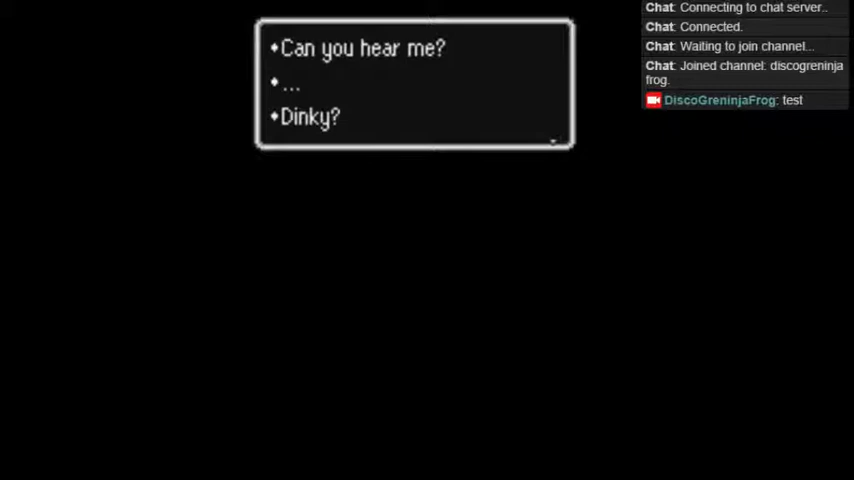 •Can you hear me?
•...
•Dinky?
Chat: Connecting to chat server..
Chat: Connected.
Chat: Waiting to join channel...
Chat: Joined channel: discogreninja
frog.
DiscoGreninjaFrog: test